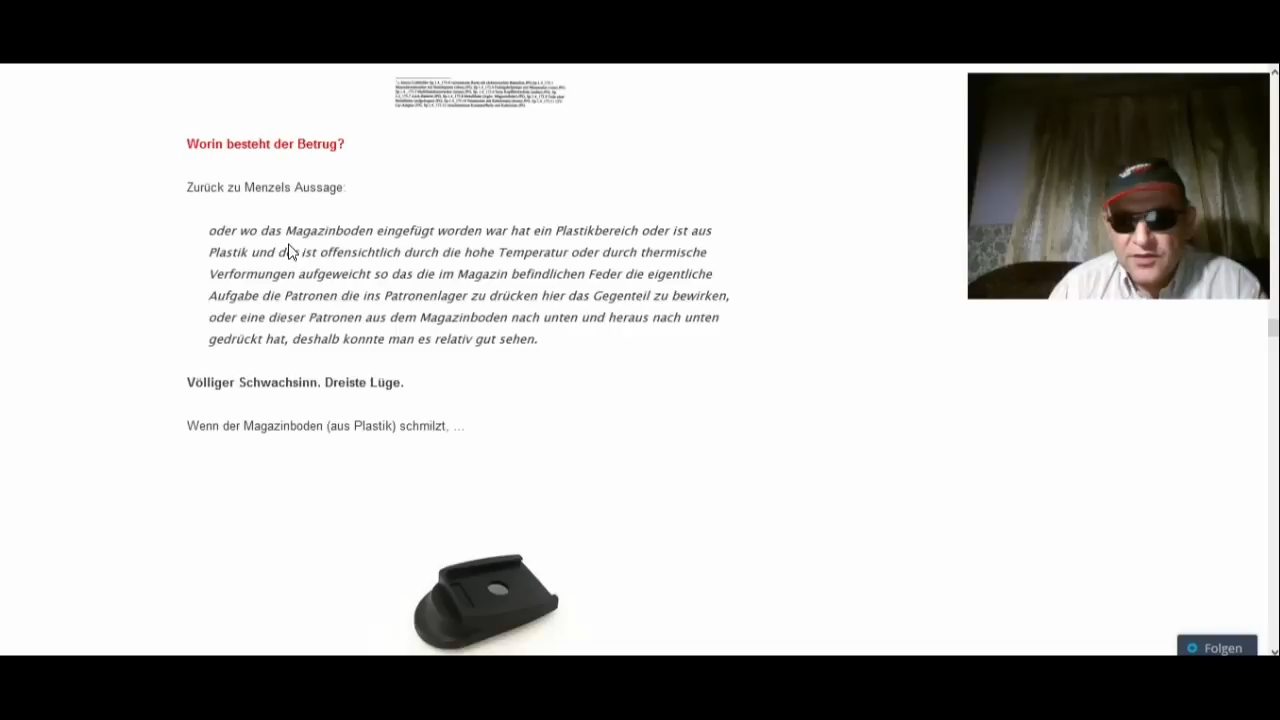 Worin besteht der Betrug?
Zurück zu Menzels Aussage:
oder wo das Magazinboden eingefügt worden war hat ein Plastikbereich oder ist aus
Plastik und das ist offensichtlich durch die hohe Temperatur oder durch thermische
Verformungen aufgeweicht so das die im Magazin befindlichen Feder die eigentliche
Aufgabe die Patronen die ins Patronenlager zu drücken hier das Gegenteil zu bewirken,
oder eine dieser Patronen aus dem Magazinboden nach unten und heraus nach unten
gedrückt hat, deshalb konnte man es relativ gut sehen.
Völliger Schwachsinn. Dreiste Lüge.
Wenn der Magazinboden (aus Plastik) schmilzt, …
Folgen